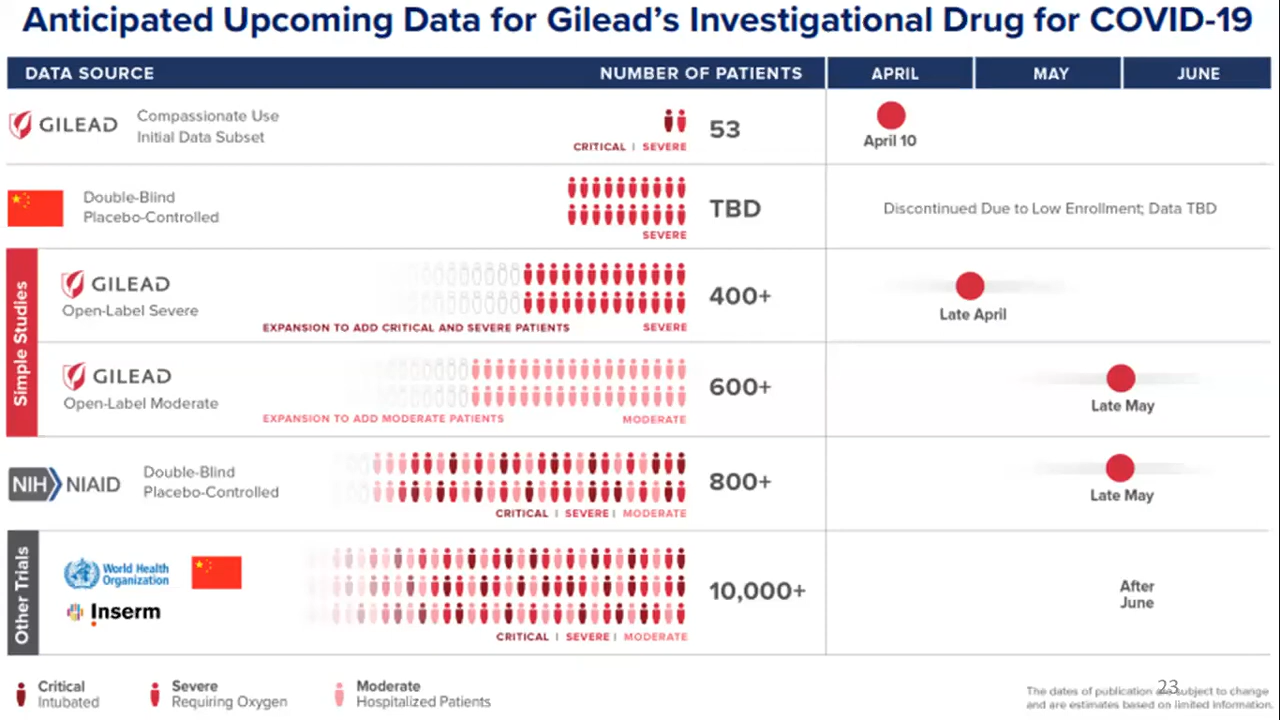 Anticipated Upcoming Data for Gilead's Investigational Drug for COVID-19
DATA SOURCE NUMBER OF PATIENTS APRIL MAY JUNE
GILEAD
Compassionate Use
Initial Data Subset
CRITICAL | SEVERE
53
April 10
Double-Blind
Placebo-Controlled
SEVERE
TBD
Discontinued Due to Low Enrollment; Data TBD
Simple Studies
GILEAD
Open-Label Severe
EXPANSION TO ADD CRITICAL AND SEVERE PATIENTS
SEVERE
400+
Late April
GILEAD
Open-Label Moderate
EXPANSION TO ADD MODERATE PATIENTS
MODERATE
600+
Late May
NIH NIAID
Double-Blind
Placebo-Controlled
CRITICAL | SEVERE | MODERATE
800+
Late May
Other Trials
World Health
Organization
Inserm
CRITICAL | SEVERE | MODERATE
10,000+
After
June
Critical
Intubated
Severe
Requiring Oxygen
Moderate
Hospitalized Patients
23
The dates of publication are subject to change
and are estimates based on limited information.